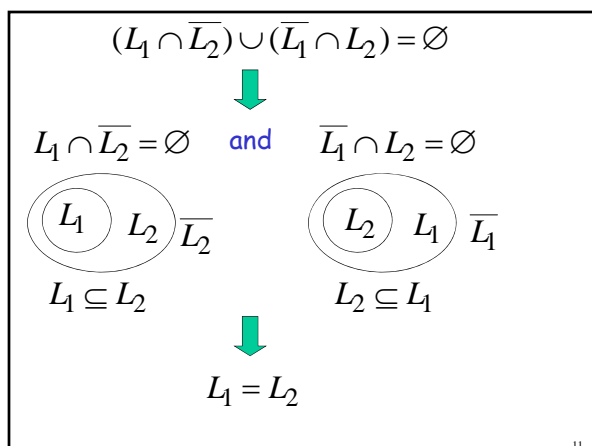 (L₁ ∩ L̅₂) ∪ (L̅₁ ∩ L₂) = ∅
L₁ ∩ L̅₂ = ∅ and L̅₁ ∩ L₂ = ∅
L₁ L₂ L̅₂ L₂ L₁ L̅₁
L₁ ⊆ L₂ L₂ ⊆ L₁
L₁ = L₂